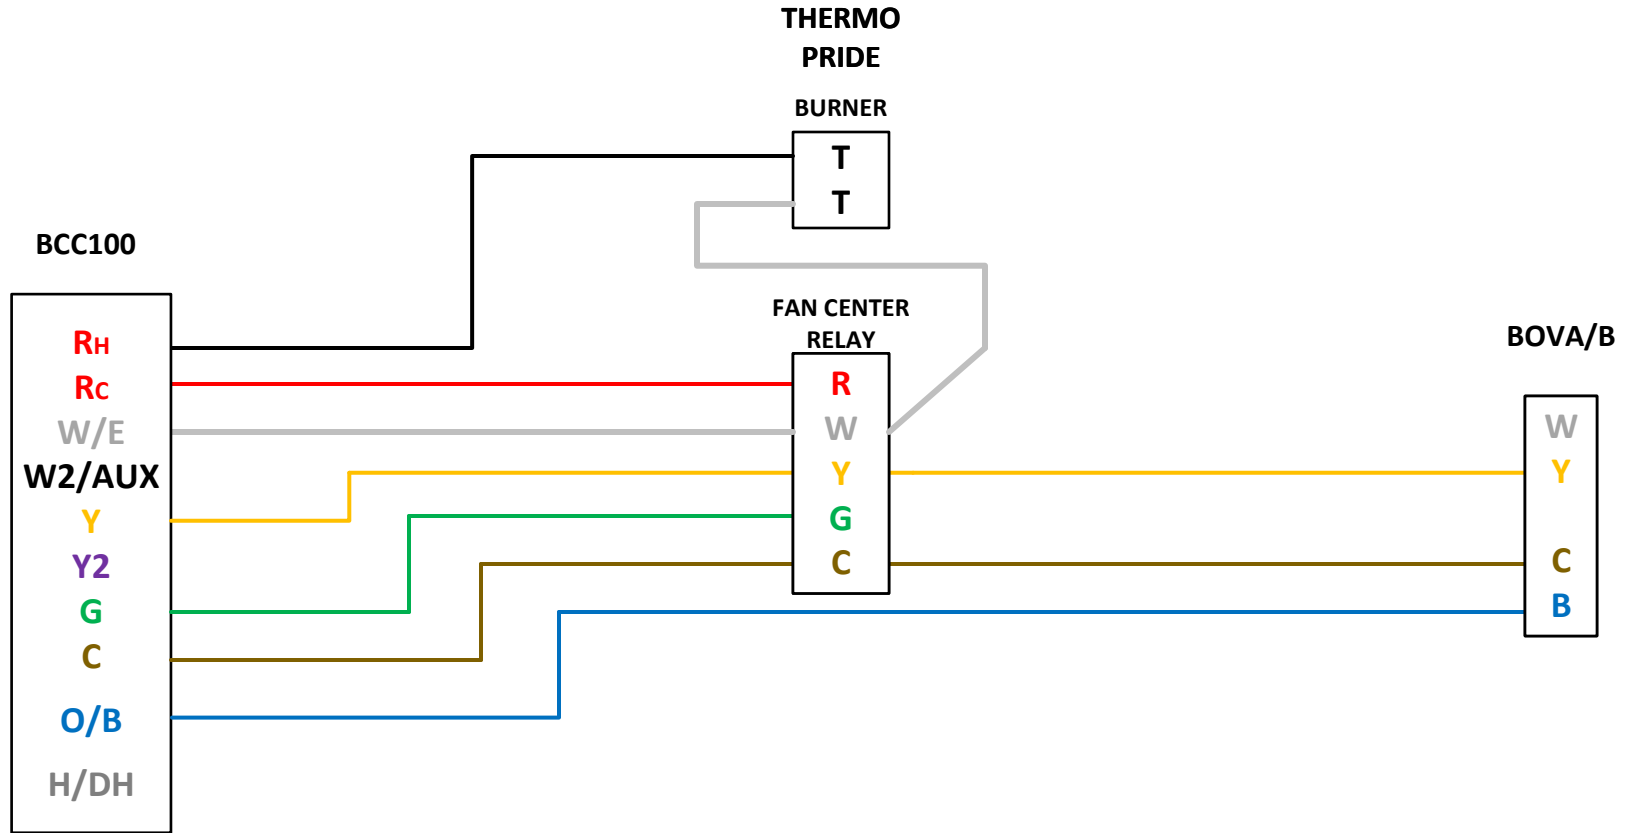 THERMO
PRIDE
BURNER
T
T
BCC100
RH
RC
W/E
W2/AUX
Y
Y2
G
C
O/B
H/DH
FAN CENTER
RELAY
R
W
Y
G
C
BOVA/B
W
Y
C
B